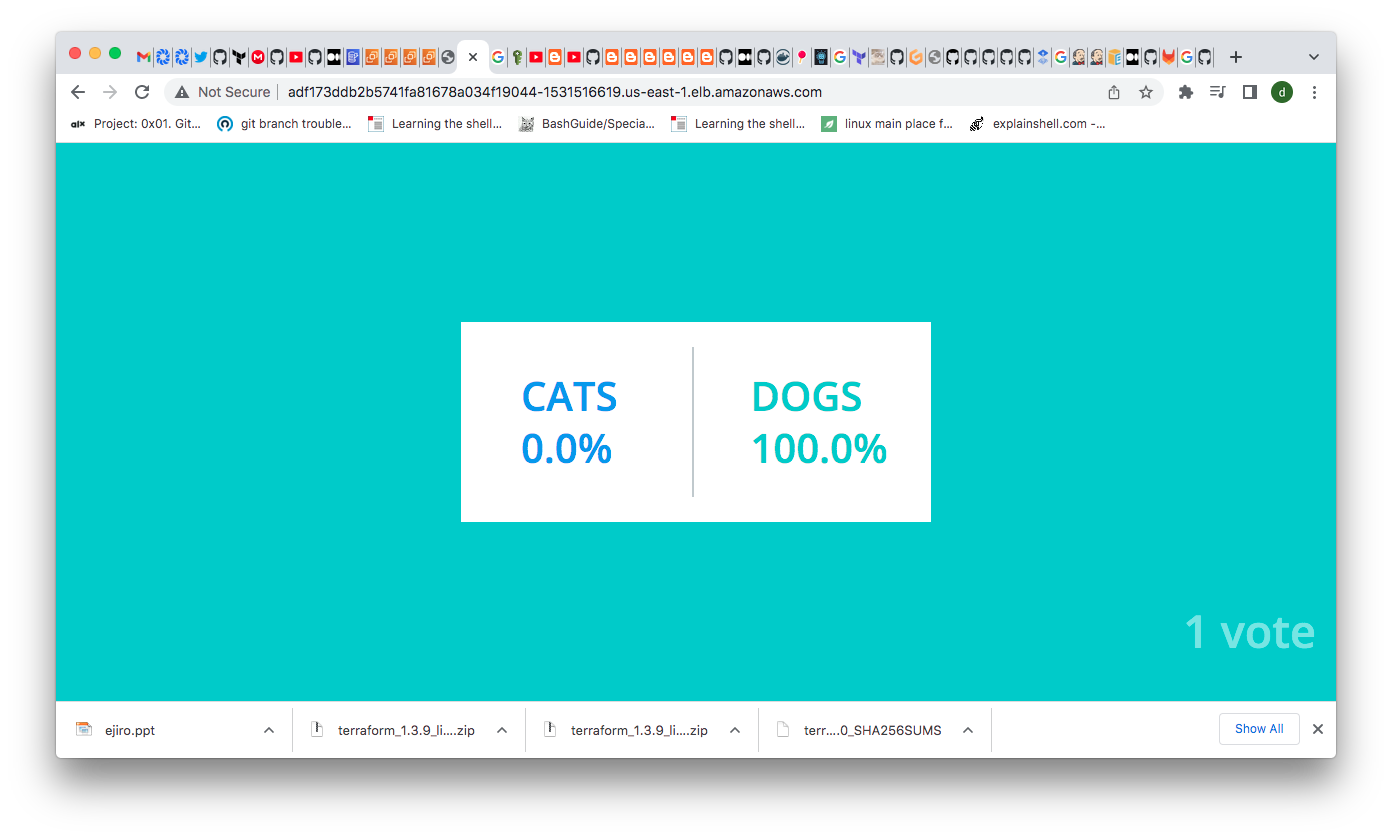 Not Secure
adf173ddb2b5741fa81678a034f19044-1531516619.us-east-1.elb.amazonaws.com
d
alx Project: 0x01. Git...
git branch trouble...
Learning the shell...
BashGuide/Specia...
Learning the shell...
linux main place f...
explainshell.com -...
CATS
0.0%
DOGS
100.0%
1 vote
ejiro.ppt
terraform_1.3.9_li....zip
terraform_1.3.9_li....zip
terr....0_SHA256SUMS
Show All